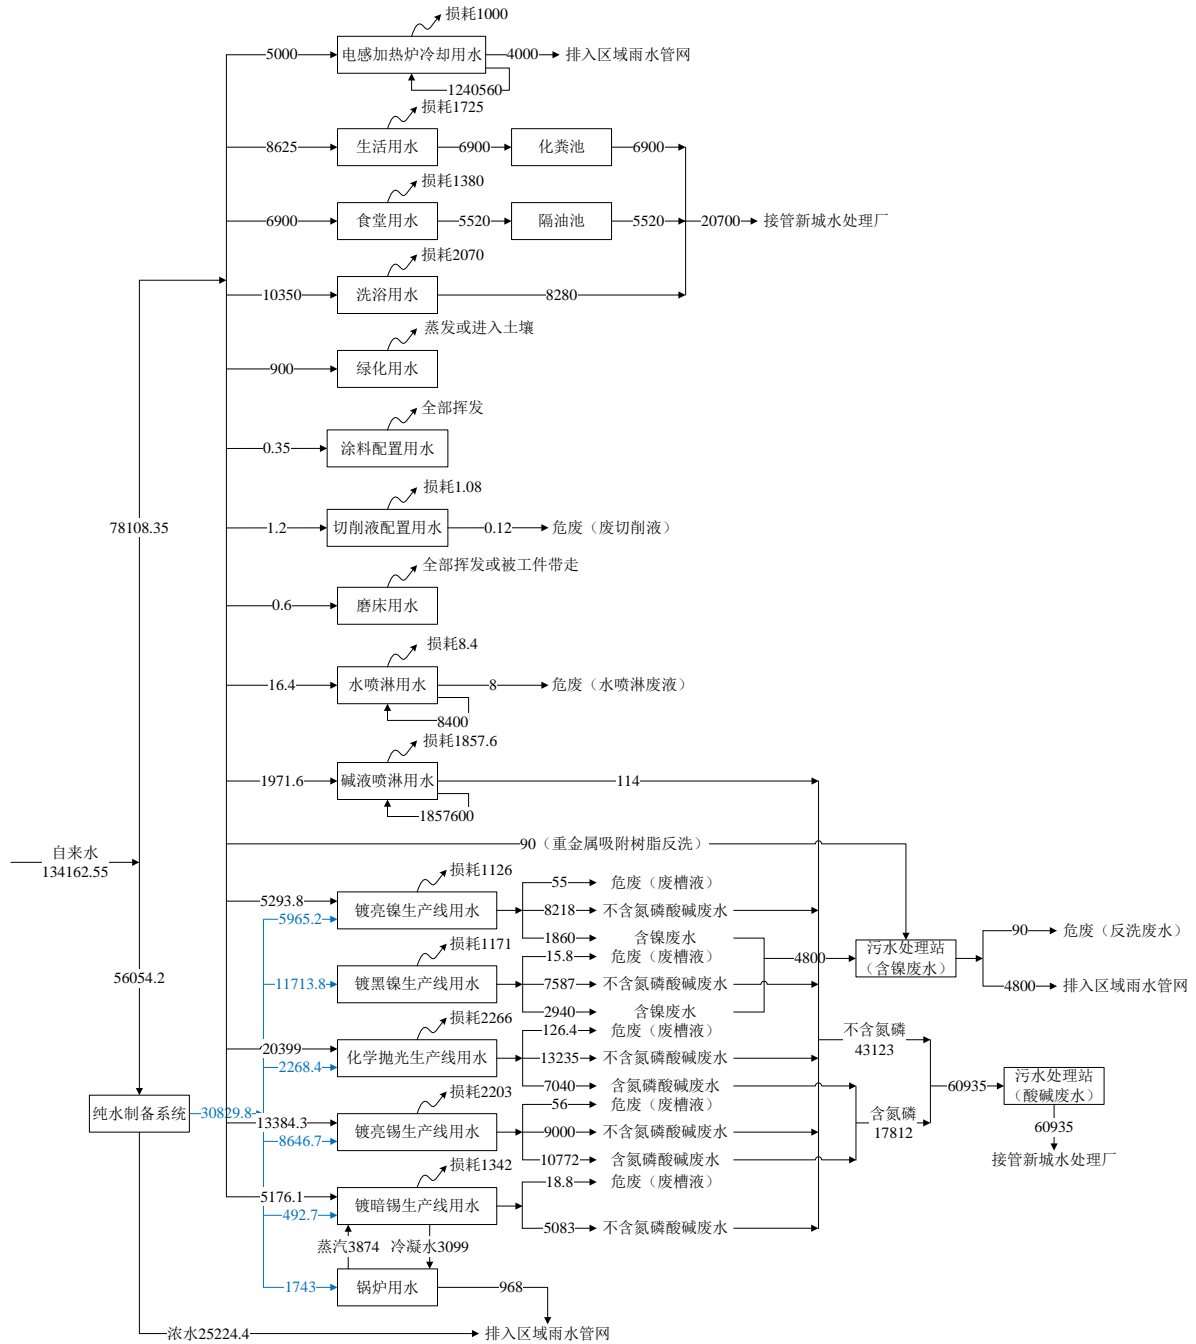 损耗1000
5000
电感加热炉冷却用水
4000
排入区域雨水管网
1240560
损耗1725
8625
生活用水
6900
化粪池
6900
损耗1380
6900
食堂用水
5520
隔油池
5520
20700
接管新城水处理厂
损耗2070
10350
洗浴用水
8280
蒸发或进入土壤
900
绿化用水
全部挥发
0.35
涂料配置用水
损耗1.08
78108.35
1.2
切削液配置用水
0.12
危废（废切削液）
全部挥发或被工件带走
0.6
磨床用水
损耗8.4
16.4
水喷淋用水
8
危废（水喷淋废液）
8400
损耗1857.6
1971.6
碱液喷淋用水
114
1857600
90（重金属吸附树脂反洗）
自来水
134162.55
损耗1126
55
危废（废槽液）
5293.8
镀亮镍生产线用水
8218
不含氮磷酸碱废水
5965.2
1860
含镍废水
90
危废（反洗废水）
污水处理站
（含镍废水）
4800
损耗1171
15.8
危废（废槽液）
56054.2
11713.8
镀黑镍生产线用水
7587
不含氮磷酸碱废水
4800
排入区域雨水管网
2940
含镍废水
损耗2266
126.4
危废（废槽液）
不含氮磷
43123
20399
化学抛光生产线用水
13235
不含氮磷酸碱废水
2268.4
7040
含氮磷酸碱废水
60935
污水处理站
（酸碱废水）
纯水制备系统
30829.8
损耗2203
56
危废（废槽液）
含氮磷
17812
60935
13384.3
镀亮锡生产线用水
9000
不含氮磷酸碱废水
8646.7
10772
含氮磷酸碱废水
接管新城水处理厂
损耗1342
18.8
危废（废槽液）
5176.1
镀暗锡生产线用水
492.7
5083
不含氮磷酸碱废水
蒸汽3874
冷凝水3099
1743
锅炉用水
968
浓水25224.4
排入区域雨水管网